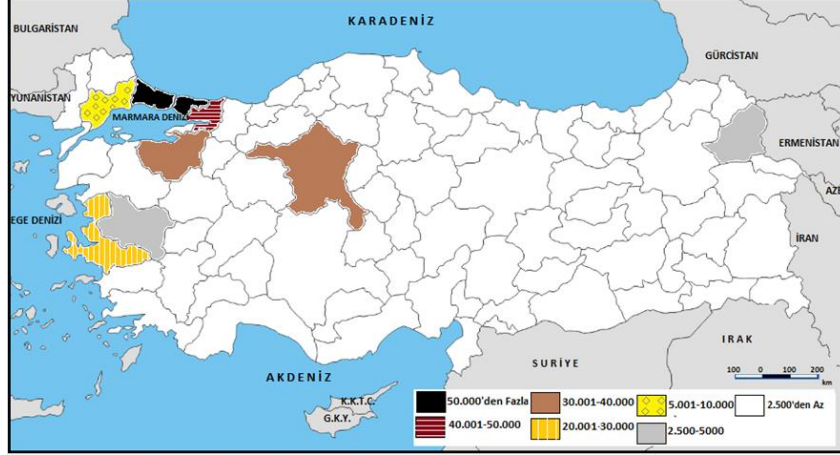 KARADENİZ
BULGARİSTAN
GÜRCİSTAN
YUNANİSTAN
MARMARA DENİZİ
ERMENİSTAN
AZE
EGE DENİZİ
İRAN
IRAK
SURİYE
AKDENİZ
100 0 100 200
km
K.K.T.C.
G.K.Y.
50.000'den Fazla 30.001-40.000 5.001-10.000 2.500'den Az
40.001-50.000 20.001-30.000 2.500-5000